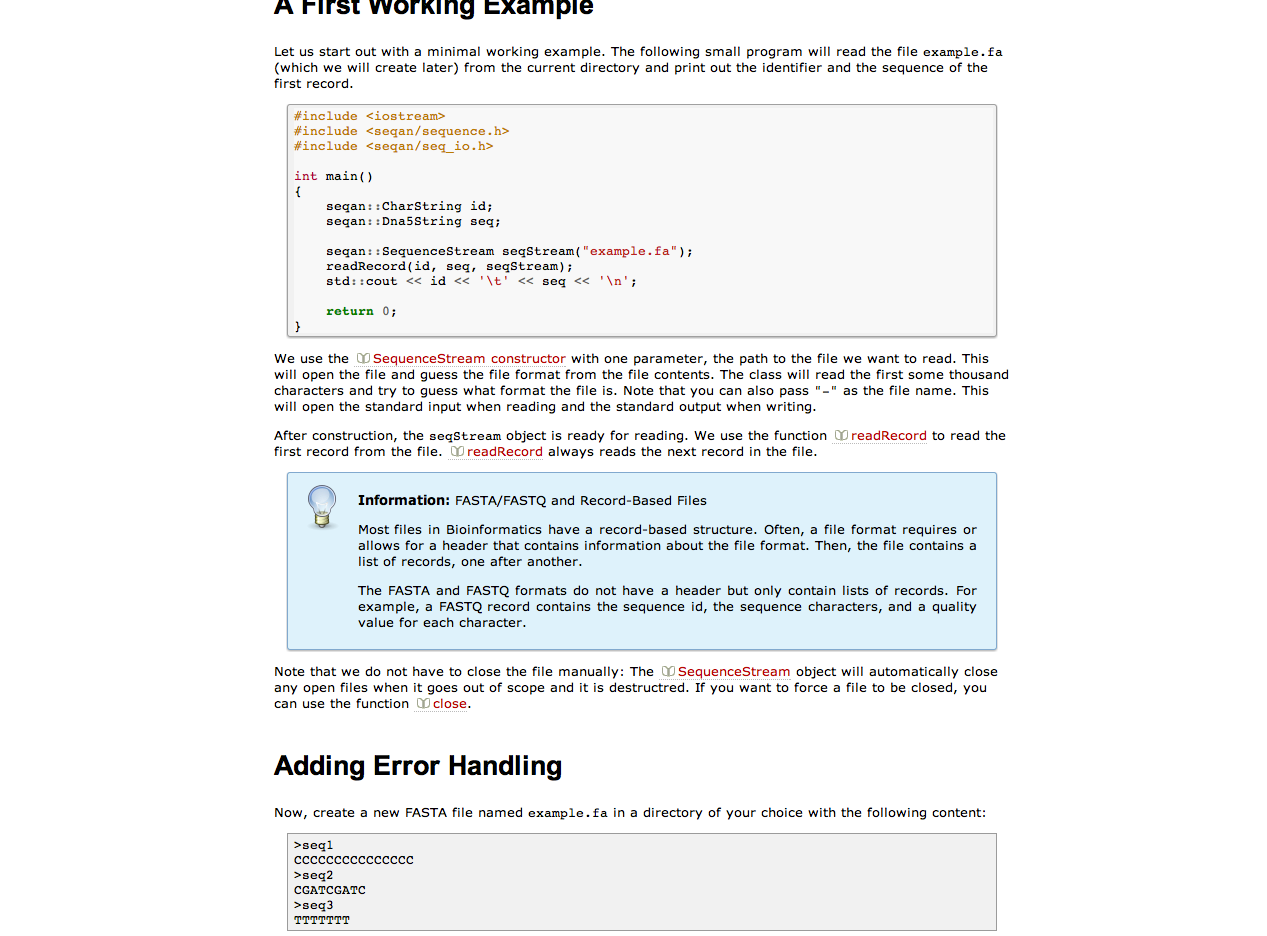 A First Working Example
Let us start out with a minimal working example. The following small program will read the file example.fa
(which we will create later) from the current directory and print out the identifier and the sequence of the
first record.
#include <iostream>
#include <seqan/sequence.h>
#include <seqan/seq_io.h>
int main()
{
    seqan::CharString id;
    seqan::Dna5String seq;
    seqan::SequenceStream seqStream("example.fa");
    readRecord(id, seq, seqStream);
    std::cout << id << '\t' << seq << '\n';
    return 0;
}
We use the SequenceStream constructor with one parameter, the path to the file we want to read. This
will open the file and guess the file format from the file contents. The class will read the first some thousand
characters and try to guess what format the file is. Note that you can also pass "-" as the file name. This
will open the standard input when reading and the standard output when writing.
After construction, the seqStream object is ready for reading. We use the function readRecord to read the
first record from the file. readRecord always reads the next record in the file.
Information: FASTA/FASTQ and Record-Based Files
Most files in Bioinformatics have a record-based structure. Often, a file format requires or
allows for a header that contains information about the file format. Then, the file contains a
list of records, one after another.
The FASTA and FASTQ formats do not have a header but only contain lists of records. For
example, a FASTQ record contains the sequence id, the sequence characters, and a quality
value for each character.
Note that we do not have to close the file manually: The SequenceStream object will automatically close
any open files when it goes out of scope and it is destructred. If you want to force a file to be closed, you
can use the function close.
Adding Error Handling
Now, create a new FASTA file named example.fa in a directory of your choice with the following content:
>seq1
CCCCCCCCCCCCCCC
>seq2
CGATCGATC
>seq3
TTTTTTT